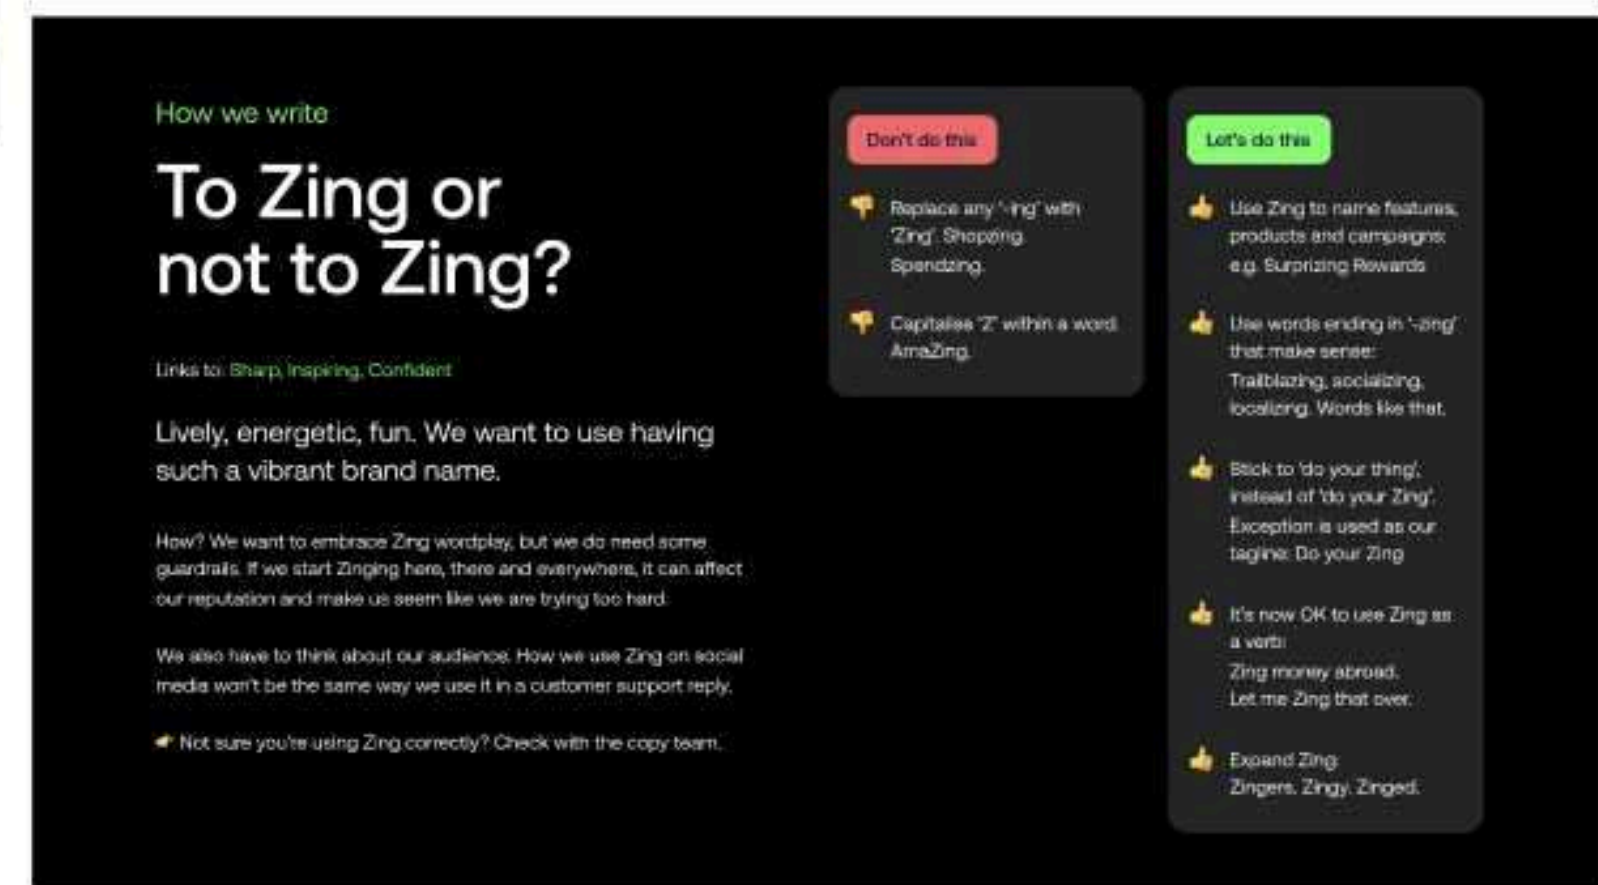 How we write
To Zing or
not to Zing?
Links to: Sharp, Inspiring, Confident
Lively, energetic, fun. We want to use having
such a vibrant brand name.
How? We want to embrace Zing wordplay, but we do need some
guardrails. If we start Zinging here, there and everywhere, it can affect
our reputation and make us seem like we are trying too hard.
We also have to think about our audience. How we use Zing on social
media won't be the same way we use it in a customer support reply.
Not sure you're using Zing correctly? Check with the copy team.
Don't do this
Replace any '-ing' with
'Zing'. Shopzing.
Spendzing.
Capitalise 'Z' within a word.
AmaZing.
Let's do this
Use Zing to name features,
products and campaigns:
e.g. Surprizing Rewards
Use words ending in '-zing'
that make sense:
Trailblazing, socializing,
localizing. Words like that.
Stick to 'do your thing',
instead of 'do your Zing'.
Exception is used as our
tagline: Do your Zing
It's now OK to use Zing as
a verb:
Zing money abroad.
Let me Zing that over.
Expand Zing:
Zingers. Zingy. Zinged.